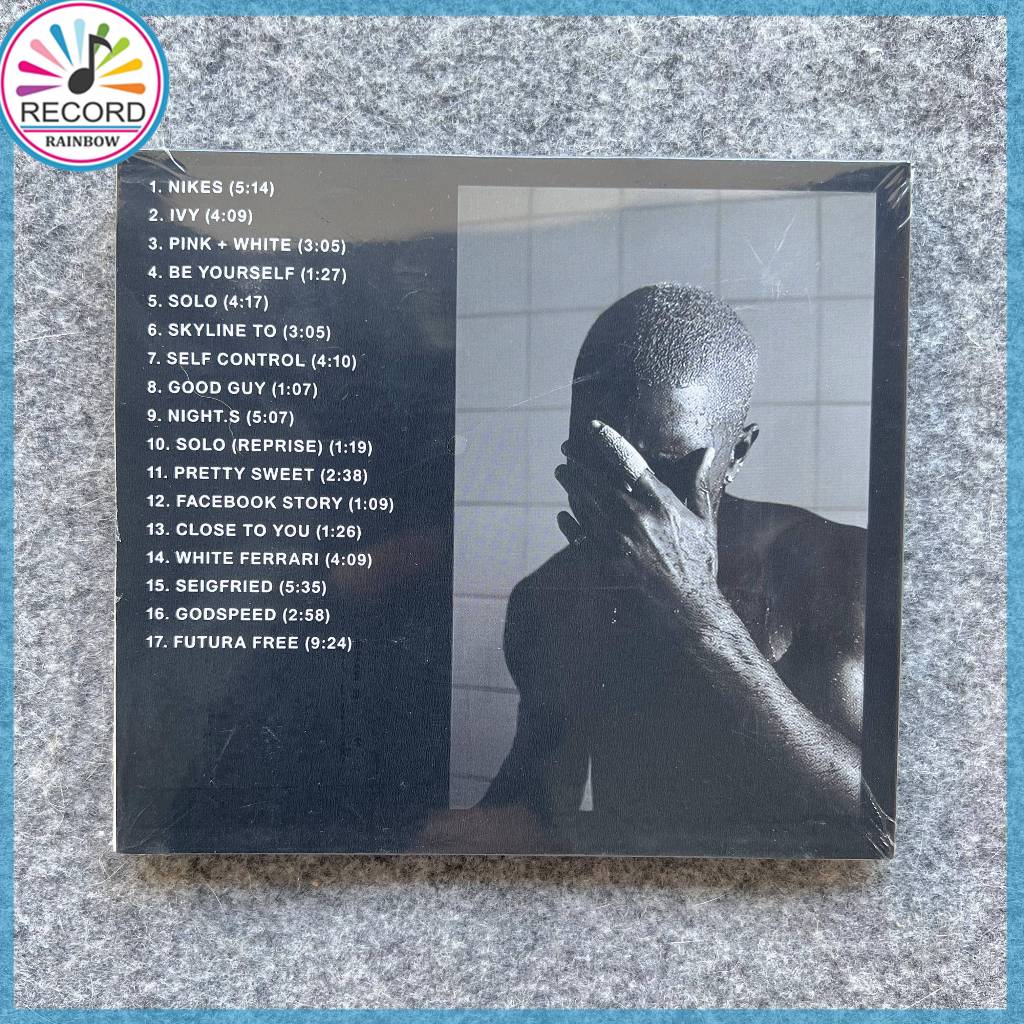 RECORD
RAINBOW
1. NIKES (5:14)
2. IVY (4:09)
3. PINK + WHITE (3:05)
4. BE YOURSELF (1:27)
5. SOLO (4:17)
6. SKYLINE TO (3:05)
7. SELF CONTROL (4:10)
8. GOOD GUY (1:07)
9. NIGHT.S (5:07)
10. SOLO (REPRISE) (1:19)
11. PRETTY SWEET (2:38)
12. FACEBOOK STORY (1:09)
13. CLOSE TO YOU (1:26)
14. WHITE FERRARI (4:09)
15. SEIGFRIED (5:35)
16. GODSPEED (2:58)
17. FUTURA FREE (9:24)